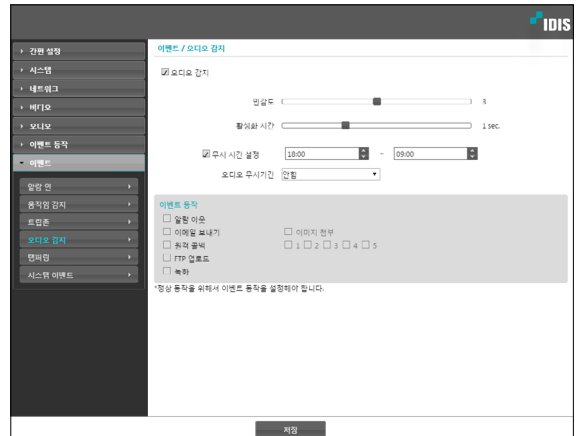 IDIS
간편 설정
시스템
네트워크
비디오
오디오
이벤트 동작
이벤트
알람 인
움직임 감지
트립존
오디오 감지
탬퍼링
시스템 이벤트
이벤트 / 오디오 감지
오디오 감지
민감도
활성화 시간 1 sec.
무시 시간 설정 18:00 ~ 09:00
오디오 무시기간 안함
이벤트 동작
알람 아웃
이메일 보내기 이미지 첨부
원격 콜백 1 2 3 4 5
FTP 업로드
녹화
*정상 동작을 위해서 이벤트 동작을 설정해야 합니다.
저장